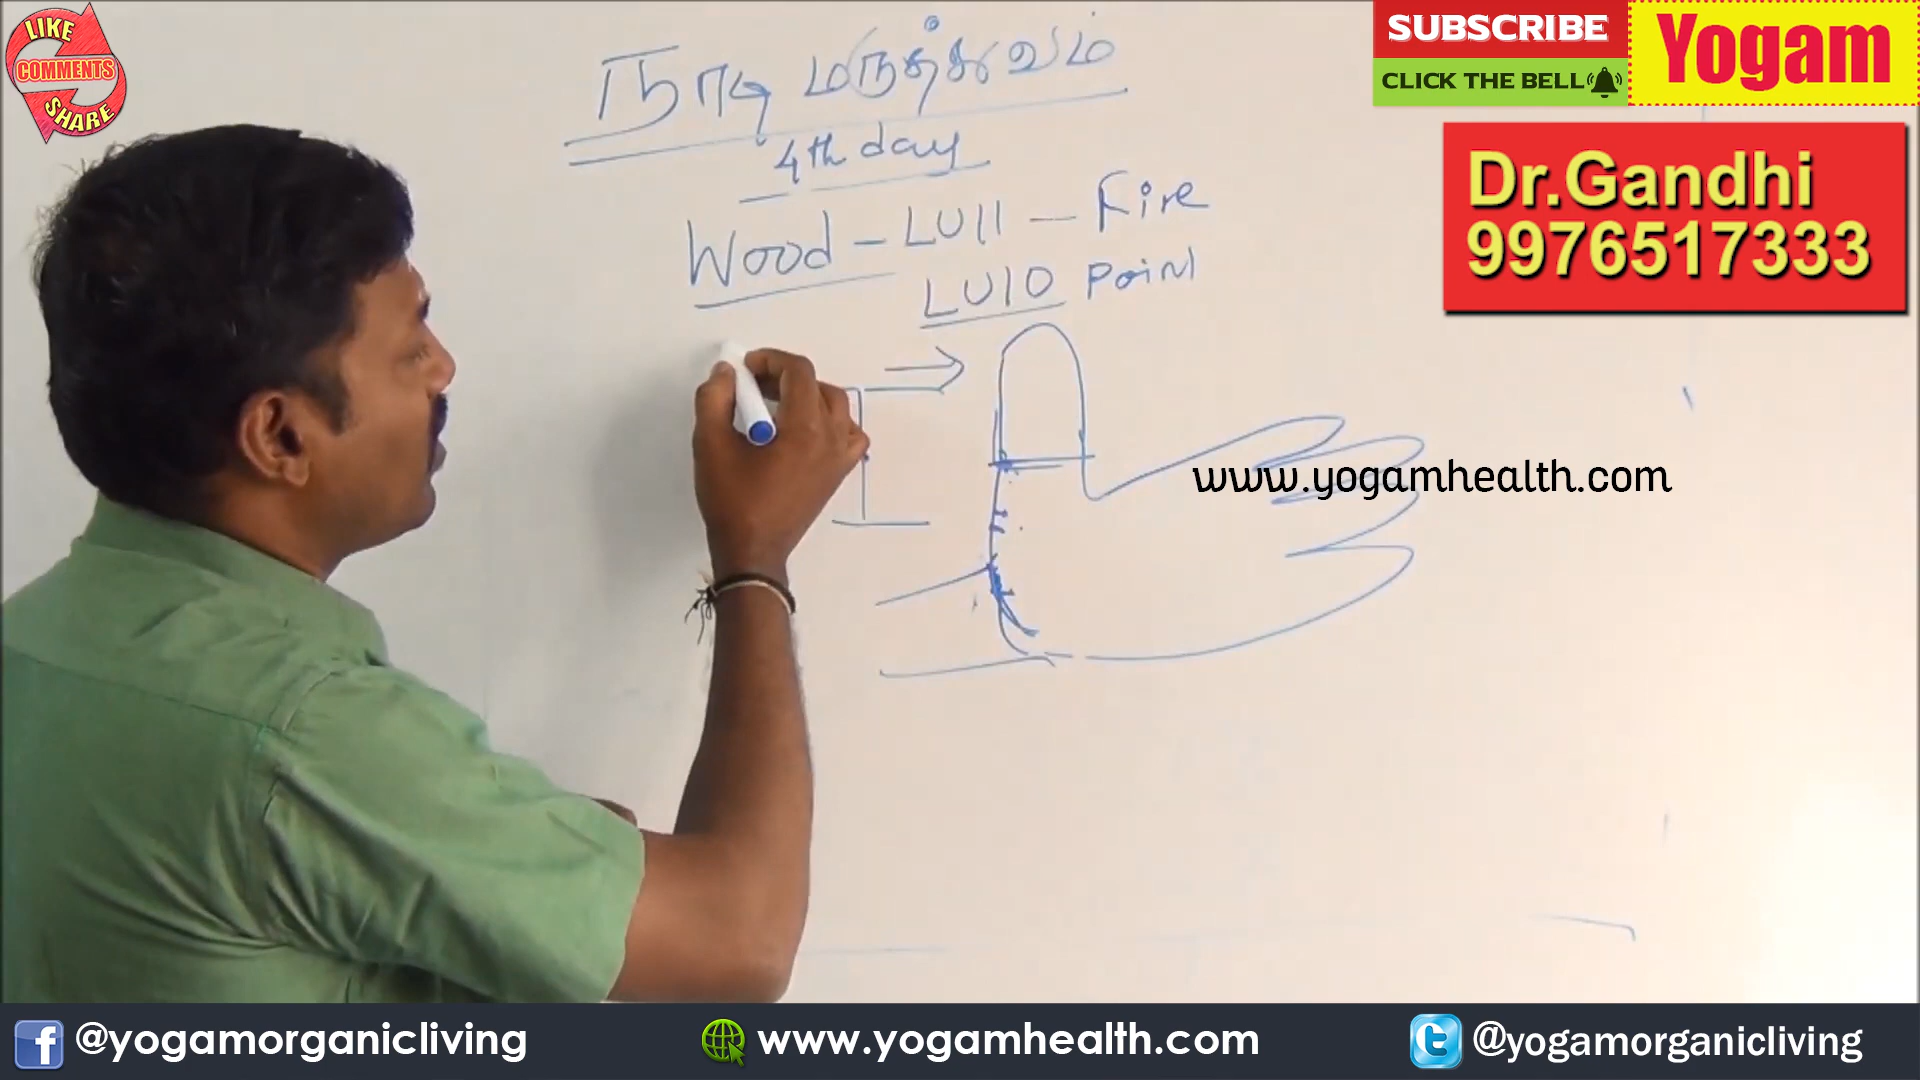 LIKE
COMMENTS
SHARE
SUBSCRIBE
CLICK THE BELL
Yogam
Dr.Gandhi
9976517333
நாடி மருத்துவம்
4th day
Wood - LU11 - Fire
LU10 Point
www.yogamhealth.com
@yogamorganicliving
www.yogamhealth.com
@yogamorganicliving